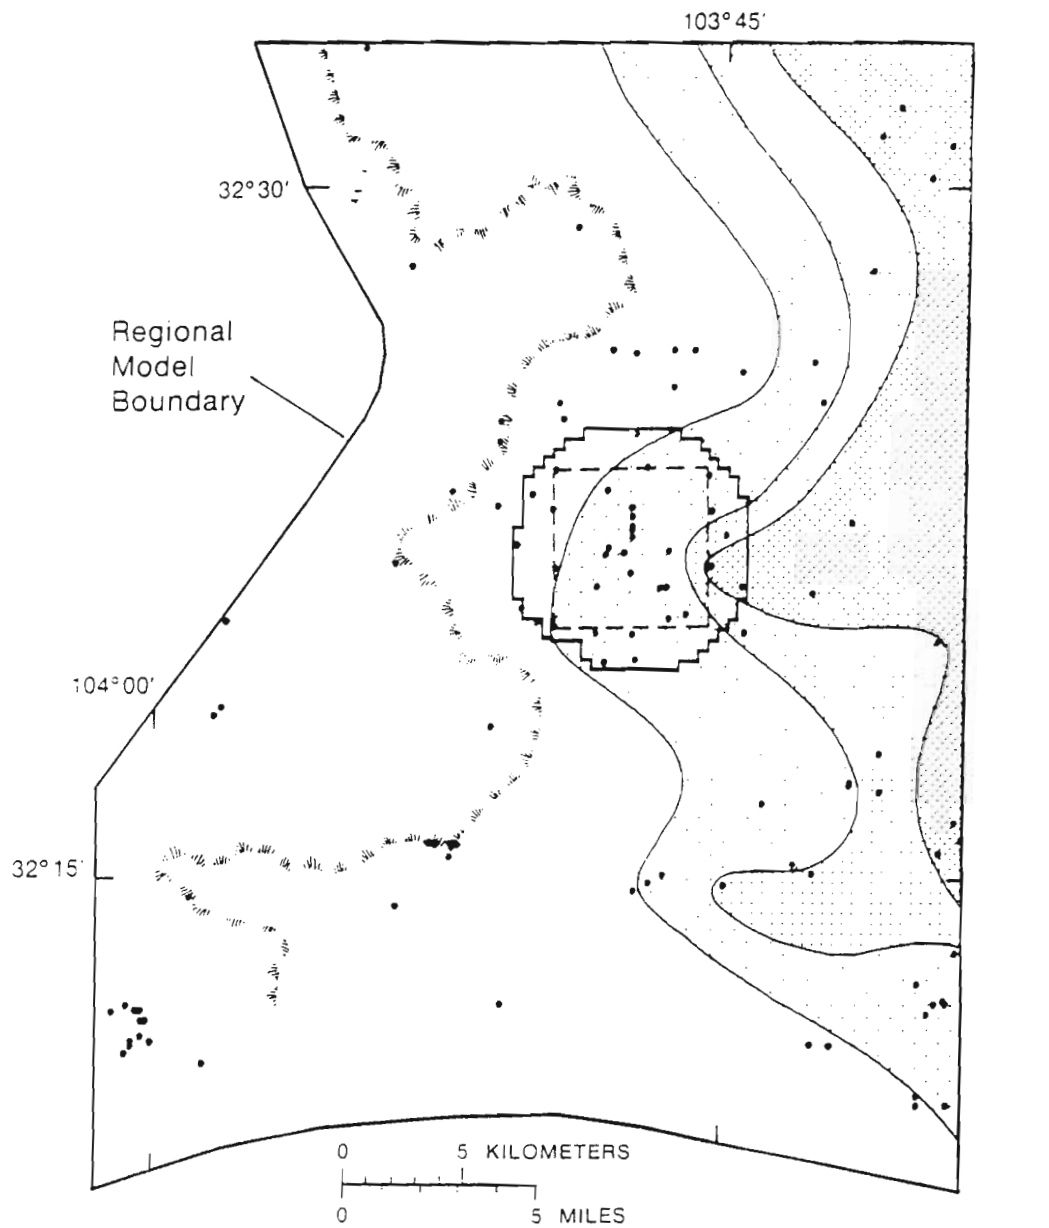 103°45'
32°30'
Regional
Model
Boundary
104°00'
32°15'
0 5 KILOMETERS
0 5 MILES